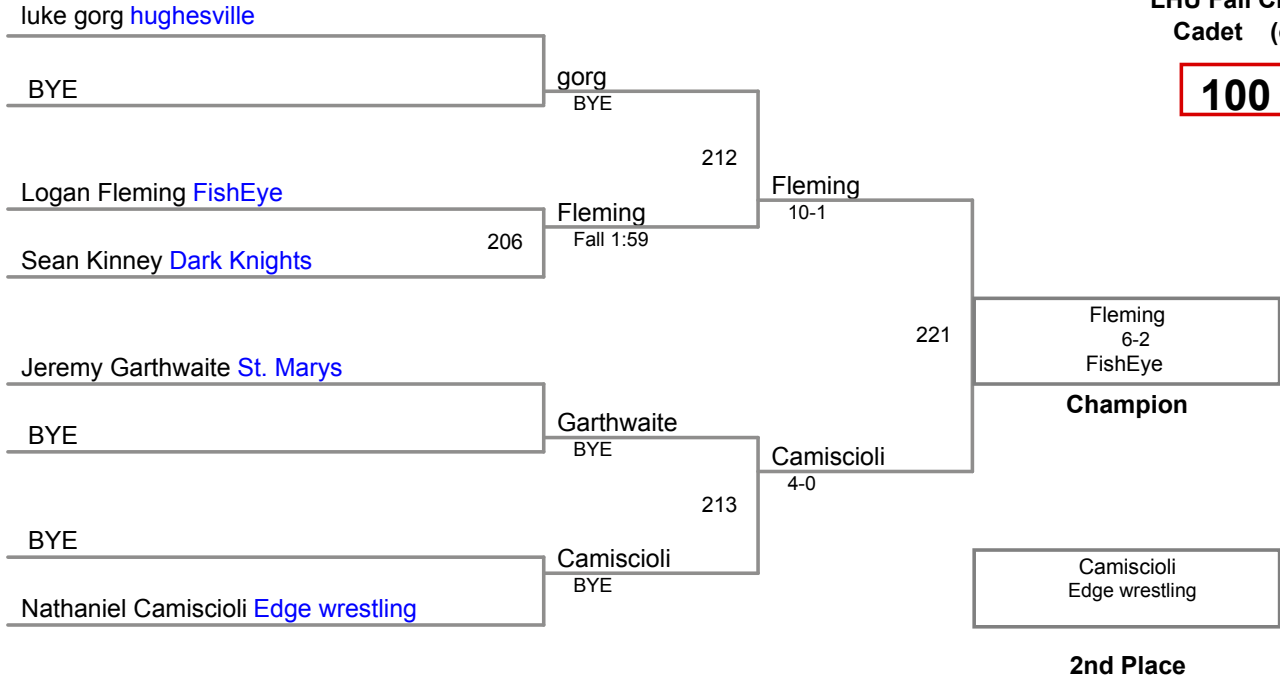 luke gorg hughesville
LHU Fall
Cadet
100
BYE
gorg
BYE
212
Logan Fleming FishEye
Fleming
10-1
Fleming
Fall 1:59
206
Sean Kinney Dark Knights
Fleming
6-2
FishEye
221
Jeremy Garthwaite St. Marys
Champion
Garthwaite
BYE
BYE
Camiscioli
4-0
213
BYE
Camiscioli
BYE
Camiscioli
Edge wrestling
Nathaniel Camiscioli Edge wrestling
2nd Place